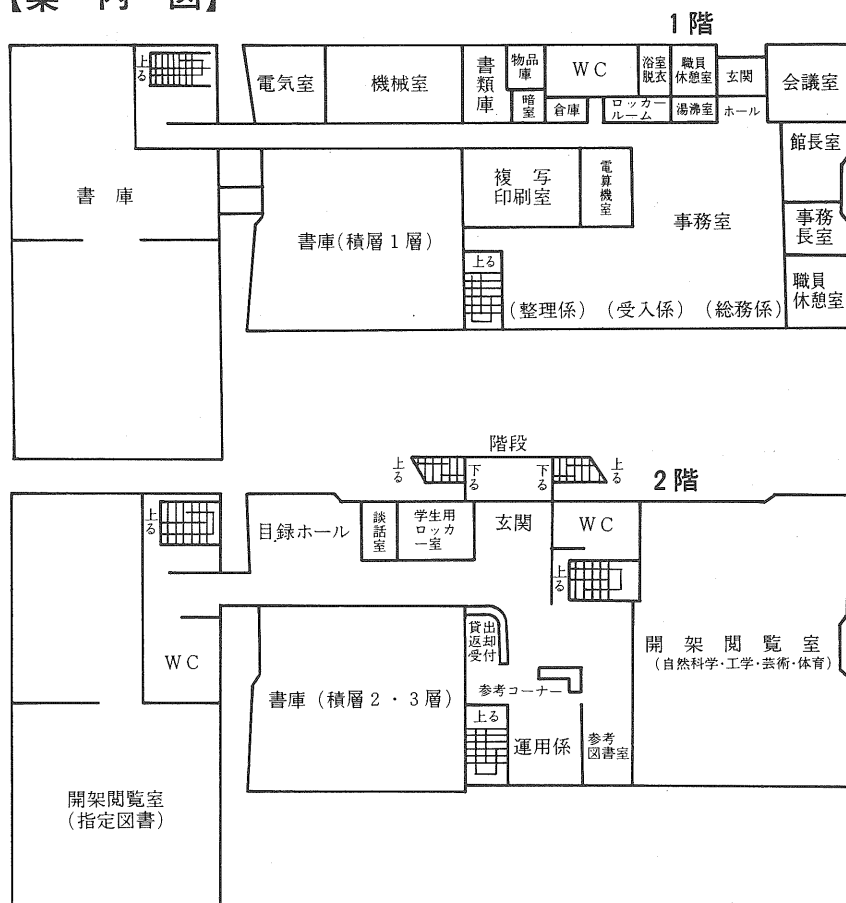 【案 内 図】
1階
上る
電気室
機械室
書類庫
物品庫
暗室
WC
倉庫
浴室
脱衣
ロッカー
ルーム
職員
休憩室
湯沸室
玄関
ホール
会議室
館長室
書 庫
書庫(積層1層)
複 写
印刷室
電算機室
事務室
事務
長室
職員
休憩室
上る
(整理係) (受入係) (総務係)
階段
上る
下る
下る
上る
2階
上る
目録ホール
談話室
学生用
ロッカ
ー室
玄関
WC
上る
WC
書庫(積層2・3層)
貸出
返却
受付
参考コーナー
上る
運用係
参考
図書室
開 架 閲 覧 室
(自然科学・工学・芸術・体育)
開架閲覧室
(指定図書)